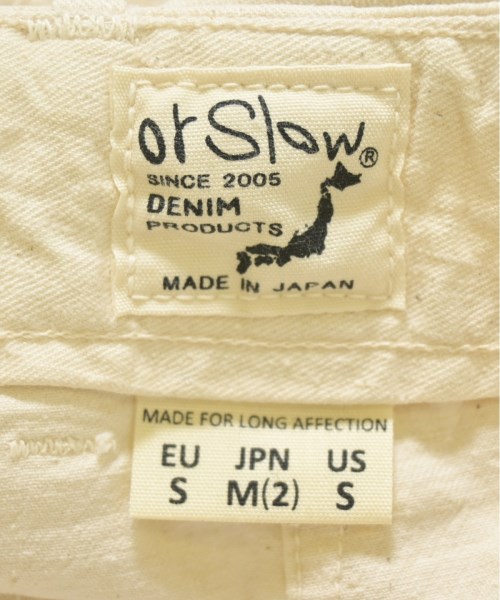 orSlow®
SINCE 2005
DENIM
PRODUCTS
MADE IN JAPAN
MADE FOR LONG AFFECTION
EU JPN US
S M(2) S